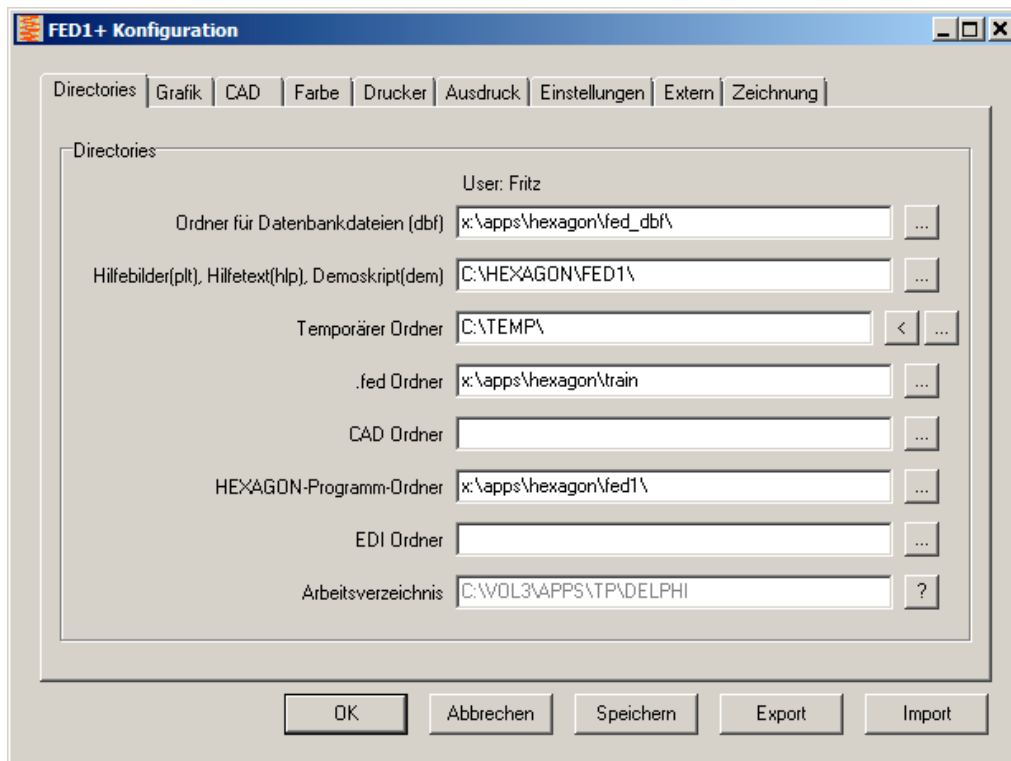 FED1+ Konfiguration
Directories Grafik CAD Farbe Drucker Ausdruck Einstellungen Extern Zeichnung
Directories
User: Fritz
Ordner für Datenbankdateien (dbf) x:\apps\hexagon\fed_dbf\ ...
Hilfebilder(plt), Hilfetext(hlp), Demoskript(dem) C:\HEXAGON\FED1\ ...
Temporärer Ordner C:\TEMP\ < ...
.fed Ordner x:\apps\hexagon\train ...
CAD Ordner ...
HEXAGON-Programm-Ordner x:\apps\hexagon\fed1\ ...
EDI Ordner ...
Arbeitsverzeichnis C:\VOL3\APPS\TP\DELPHI ?
OK Abbrechen Speichern Export Import